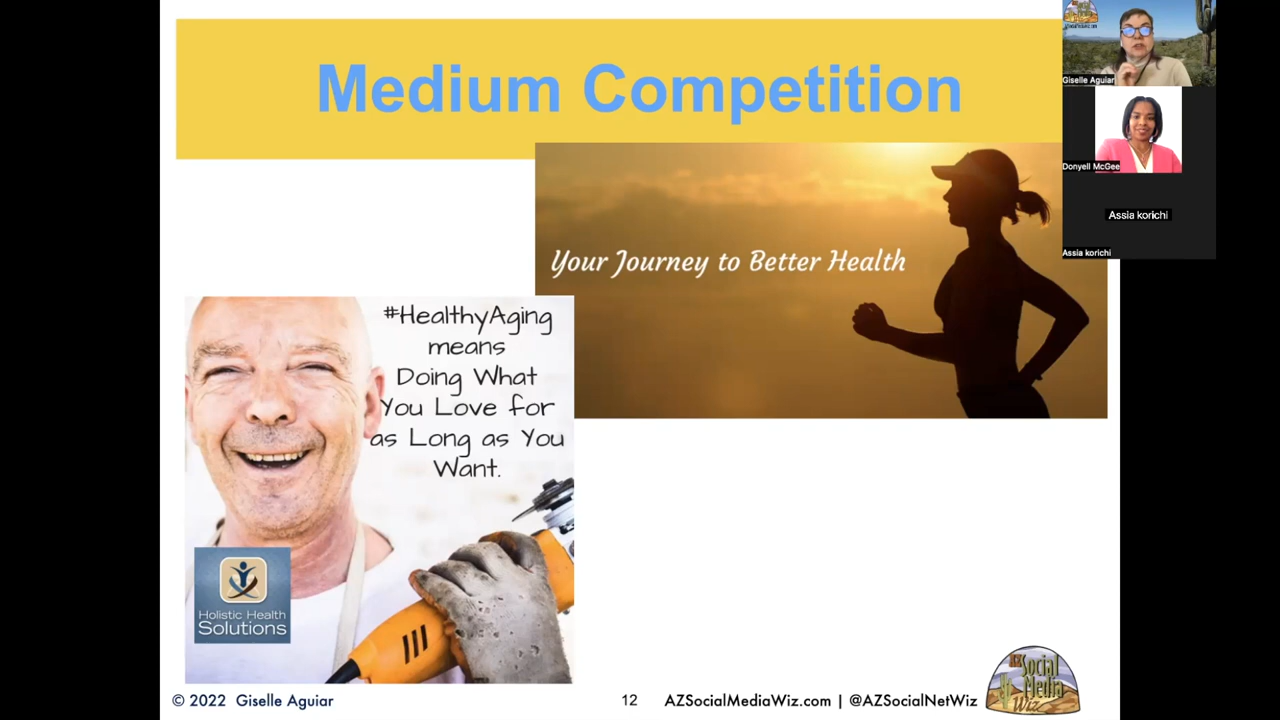 Medium Competition
Giselle Aguiar
Donyell McGee
Assia korichi
Assia korichi
Your Journey to Better Health
#HealthyAging
means
Doing What
You Love for
as Long as You
Want.
Holistic Health
Solutions
© 2022 Giselle Aguiar
12
AZSocialMediaWiz.com | @AZSocialNetWiz
AZ Social
Media
Wiz